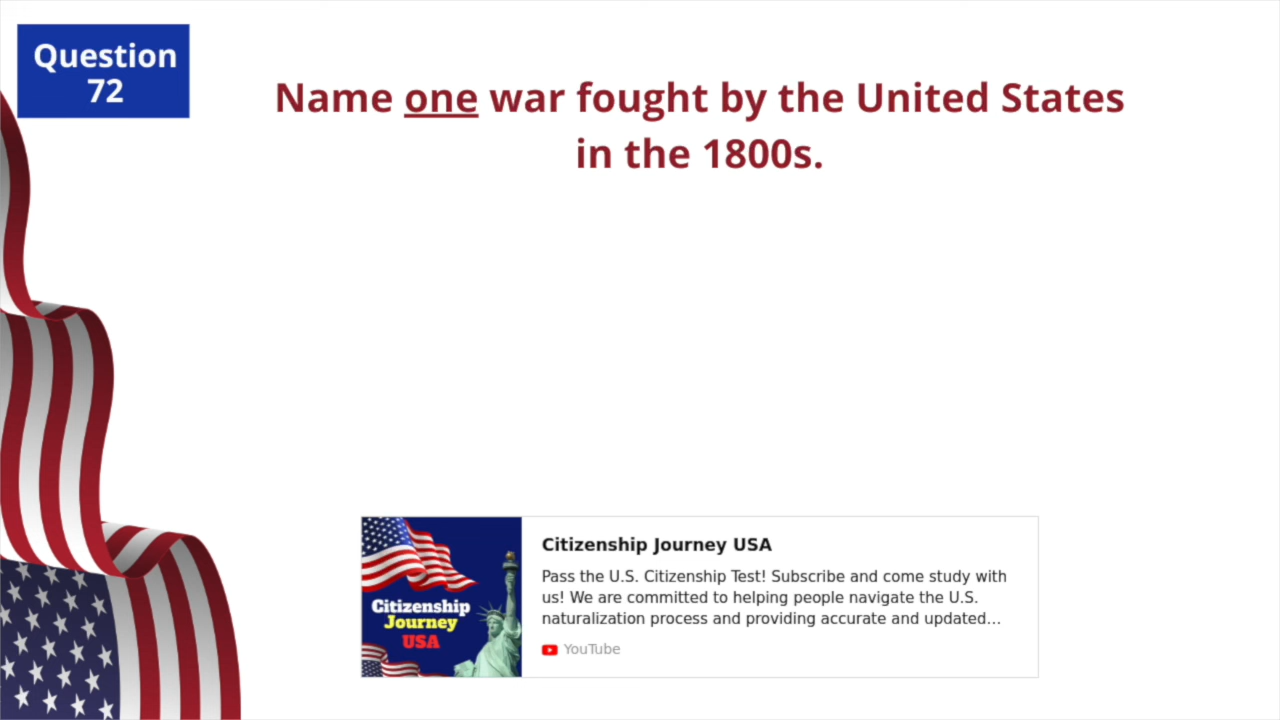 Question
72
Name one war fought by the United States
in the 1800s.
Citizenship Journey USA
Pass the U.S. Citizenship Test! Subscribe and come study with
us! We are committed to helping people navigate the U.S.
naturalization process and providing accurate and updated...
YouTube
Citizenship
Journey
USA